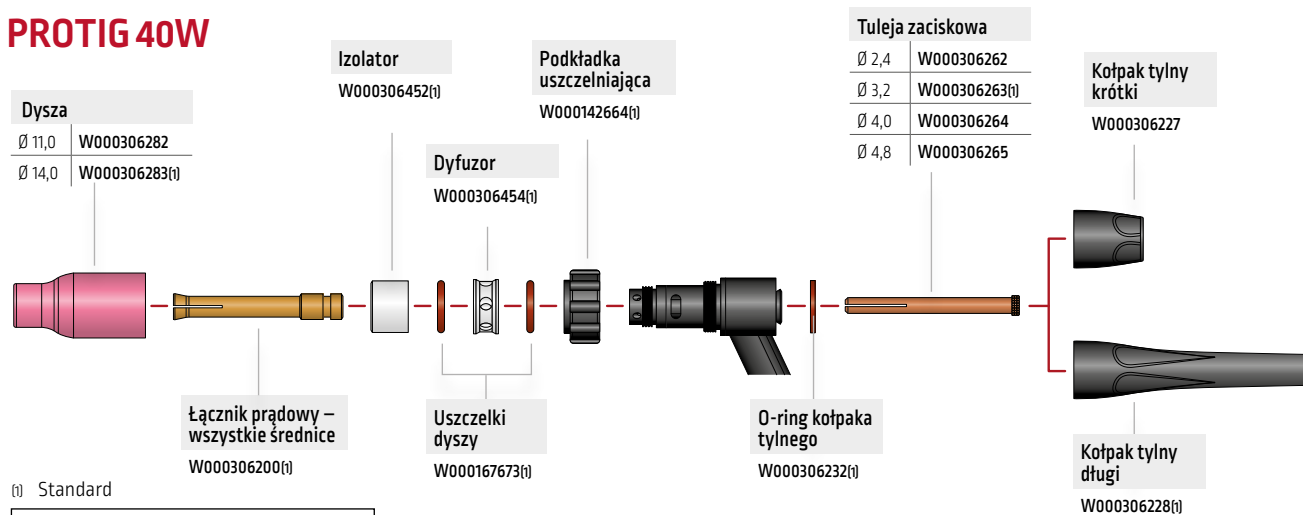 PROTIG 40W
Dysza
Ø 11,0 W000306282
Ø 14,0 W000306283(1)
Izolator
W000306452(1)
Dyfuzor
W000306454(1)
Podkładka
uszczelniająca
W000142664(1)
Tuleja zaciskowa
Ø 2,4 W000306262
Ø 3,2 W000306263(1)
Ø 4,0 W000306264
Ø 4,8 W000306265
Kołpak tylny
krótki
W000306227
Łącznik prądowy –
wszystkie średnice
W000306200(1)
Uszczelki
dyszy
W000167673(1)
O-ring kołpaka
tylnego
W000306232(1)
Kołpak tylny
długi
W000306228(1)
(1) Standard